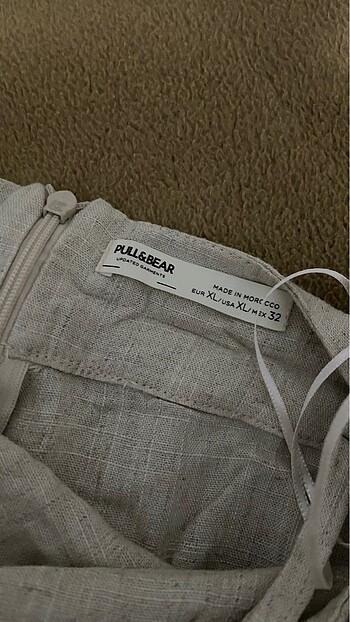 PULL&BEAR
UPDATED GARMENTS
MADE IN MOROCCO
EUR XL/USA XL/MEX 32